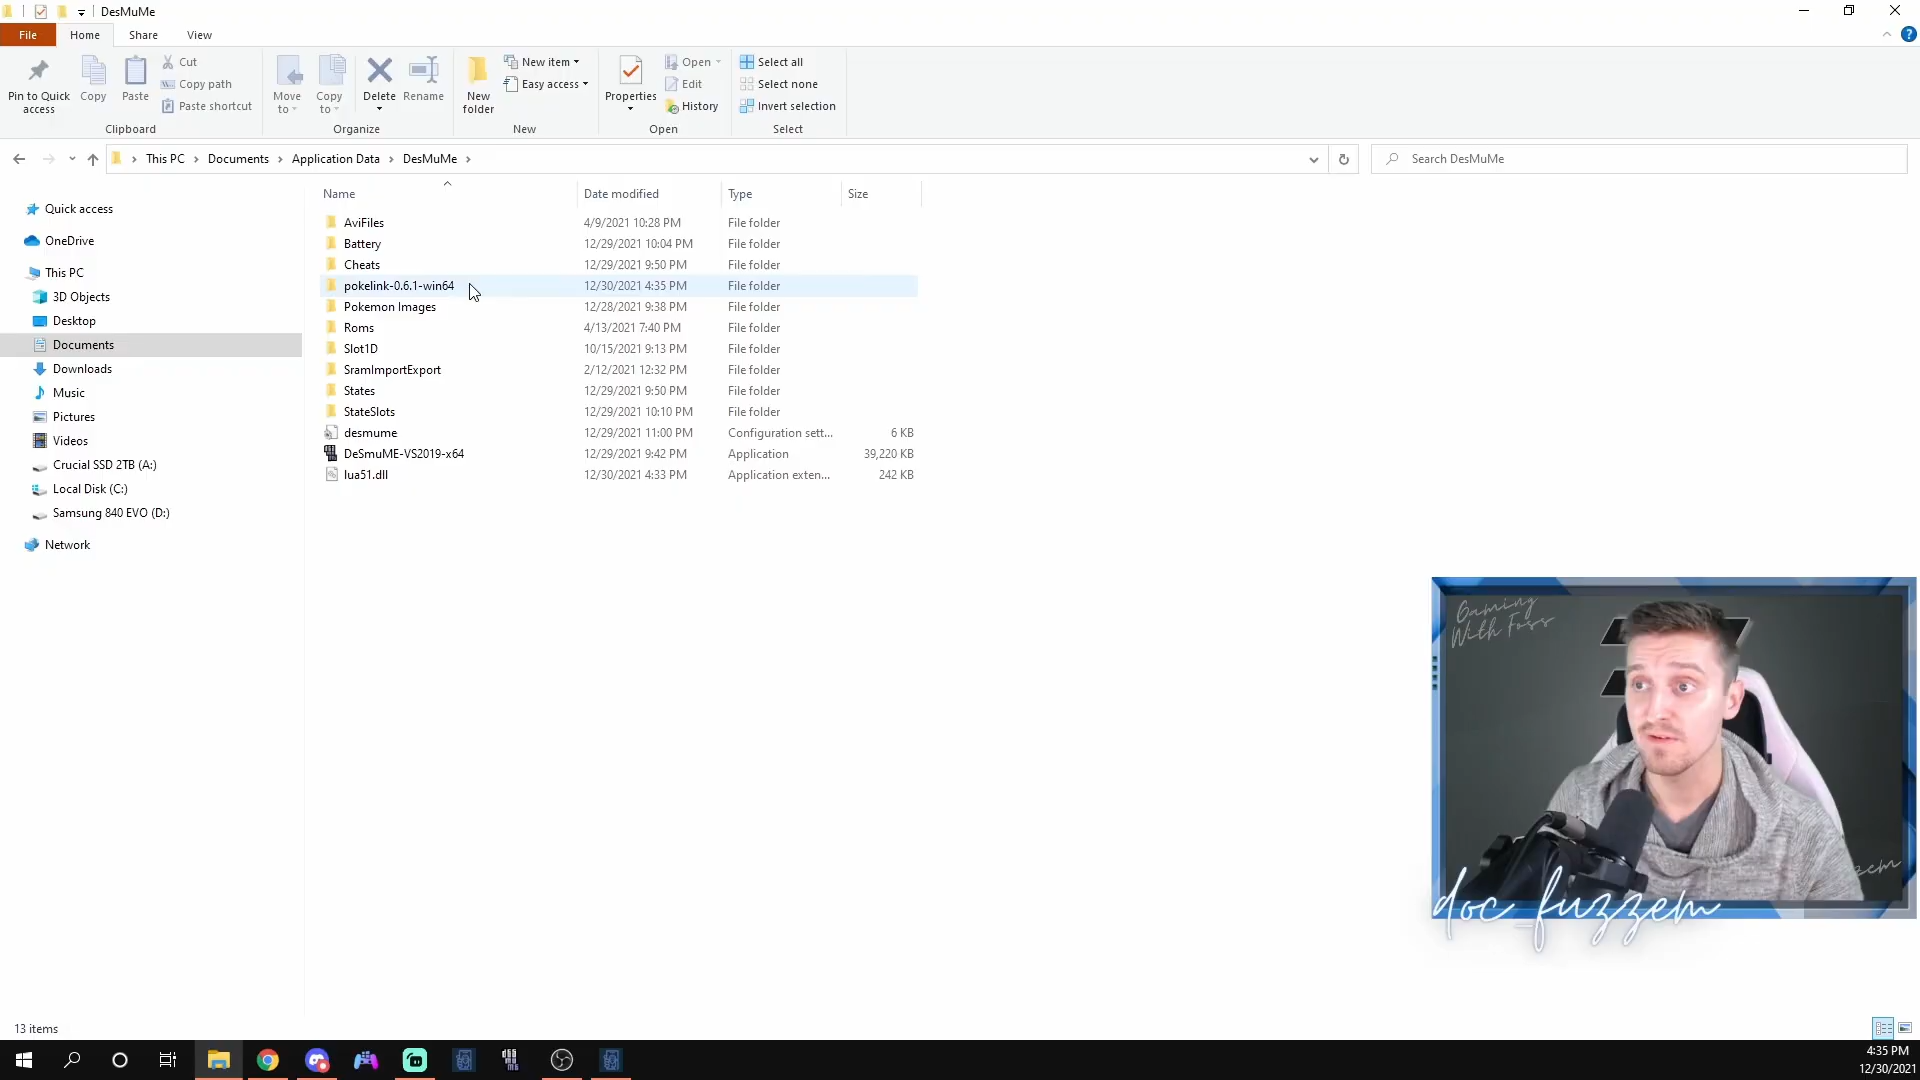 DesMuMe
File Home Share View
Pin to Quick access
Copy
Paste
Cut
Copy path
Paste shortcut
Clipboard
Move to
Copy to
Delete
Rename
Organize
New folder
New item
Easy access
New
Properties
Open
Edit
History
Open
Select all
Select none
Invert selection
Select
This PC > Documents > Application Data > DesMuMe >
Search DesMuMe
Quick access
OneDrive
This PC
3D Objects
Desktop
Documents
Downloads
Music
Pictures
Videos
Crucial SSD 2TB (A:)
Local Disk (C:)
Samsung 840 EVO (D:)
Network
Name Date modified Type Size
AviFiles 4/9/2021 10:28 PM File folder
Battery 12/29/2021 10:04 PM File folder
Cheats 12/29/2021 9:50 PM File folder
pokelink-0.6.1-win64 12/30/2021 4:35 PM File folder
Pokemon Images 12/28/2021 9:38 PM File folder
Roms 4/13/2021 7:40 PM File folder
Slot1D 10/15/2021 9:13 PM File folder
SramImportExport 2/12/2021 12:32 PM File folder
States 12/29/2021 9:50 PM File folder
StateSlots 12/29/2021 10:10 PM File folder
desmume 12/29/2021 11:00 PM Configuration sett... 6 KB
DeSmuME-VS2019-x64 12/29/2021 9:42 PM Application 39,220 KB
lua51.dll 12/30/2021 4:33 PM Application exten... 242 KB
Gaming
With Foss
doc_fuzzem
13 items
4:35 PM
12/30/2021